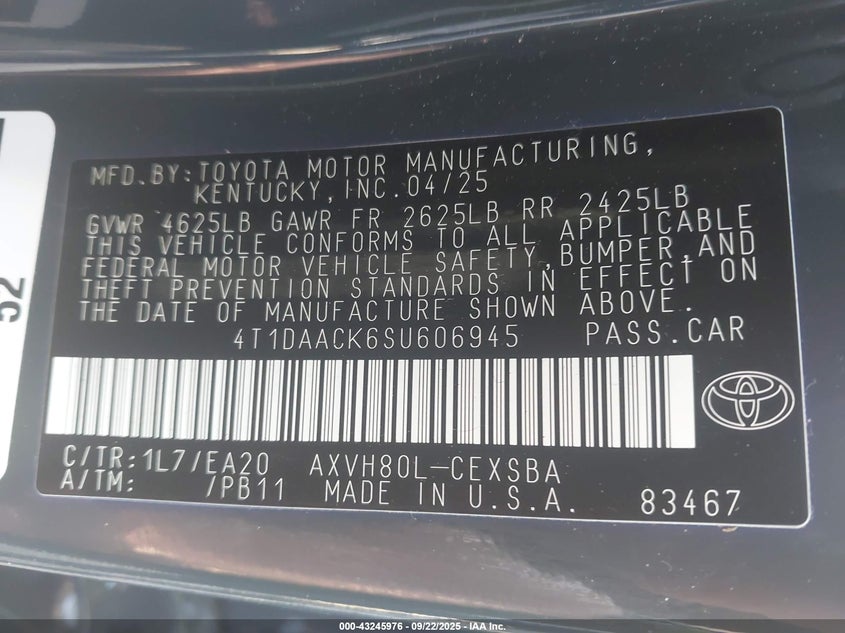 52
MFD.BY: TOYOTA MOTOR MANUFACTURING,
KENTUCKY, INC. 04/25
GVWR 4625LB GAWR FR 2625LB RR 2425LB
THIS VEHICLE CONFORMS TO ALL APPLICABLE
FEDERAL MOTOR VEHICLE SAFETY, BUMPER, AND
THEFT PREVENTION STANDARDS IN EFFECT ON
THE DATE OF MANUFACTURE SHOWN ABOVE.
4T1DAACK6SU606945 PASS.CAR
C/TR: 1L7/EA20 AXVH80L-CEXSBA
A/TM: /PB11 MADE IN U.S.A. 83467
000-43245976 - 09/22/2025 - IAA Inc.